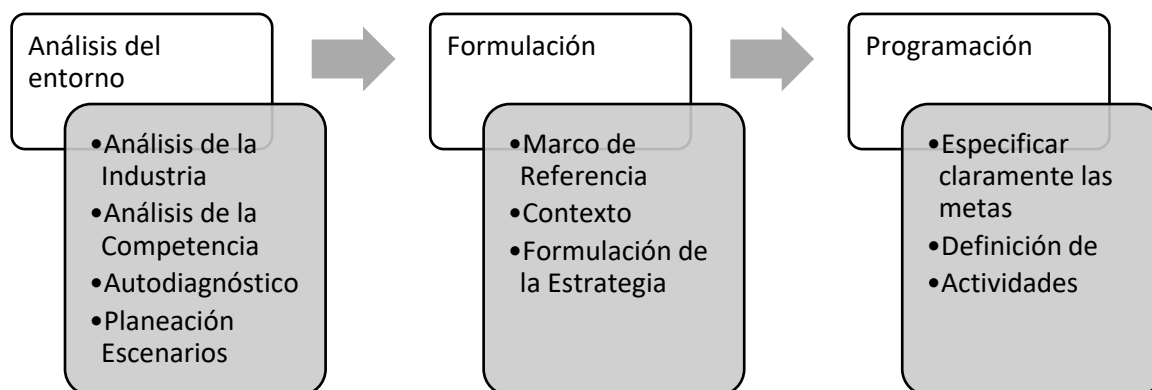 Análisis del
entorno
•Análisis de la
Industria
•Análisis de la
Competencia
•Autodiagnóstico
•Planeación
Escenarios
Formulación
•Marco de
Referencia
•Contexto
•Formulación de
la Estrategia
Programación
•Especificar
claramente las
metas
•Definición de
•Actividades